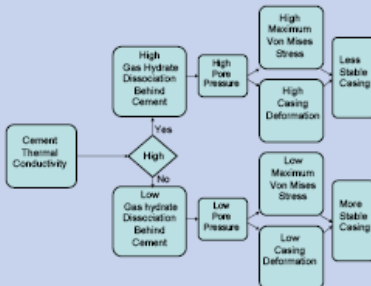 High
Gas Hydrate
Dissociation
Behind
Cement
High
Pore
Pressure
High
Maximum
Von Mises
Stress
High
Casing
Deformation
Less
Stable
Casing
Yes
Cement
Thermal
Conductivity
High
No
Low
Gas hydrate
Dissociation
Behind
Cement
Low
Pore
Pressure
Low
Maximum
Von Mises
Stress
Low
Casing
Deformation
More
Stable
Casing